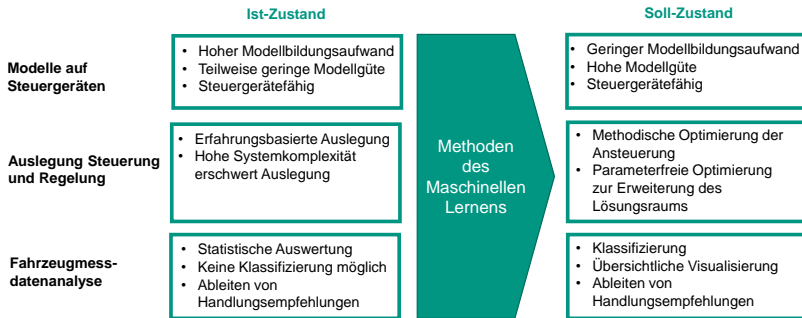 Ist-Zustand
Soll-Zustand
Modelle auf
Steuergeräten
• Hoher Modellbildungsaufwand
• Teilweise geringe Modellgüte
• Steuergerätefähig
• Geringer Modellbildungsaufwand
• Hohe Modellgüte
• Steuergerätefähig
Auslegung Steuerung
und Regelung
• Erfahrungsbasierte Auslegung
• Hohe Systemkomplexität
erschwert Auslegung
Methoden
des
Maschinellen
Lernens
• Methodische Optimierung der
Ansteuerung
• Parameterfreie Optimierung
zur Erweiterung des
Lösungsraums
Fahrzeugmess-
datenanalyse
• Statistische Auswertung
• Keine Klassifizierung möglich
• Ableiten von
Handlungsempfehlungen
• Klassifizierung
• Übersichtliche Visualisierung
• Ableiten von
Handlungsempfehlungen